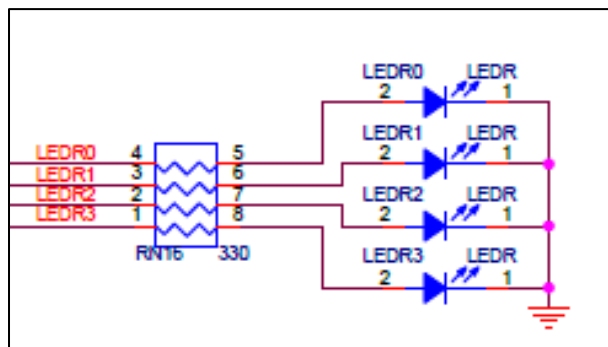 LEDR0 LEDR
2 1
LEDR0 4 5
LEDR1 LEDR
LEDR1 3 6
2 1
LEDR2 2 7
LEDR3 1 8
LEDR2 LEDR
2 1
RN16 330
LEDR3 LEDR
2 1